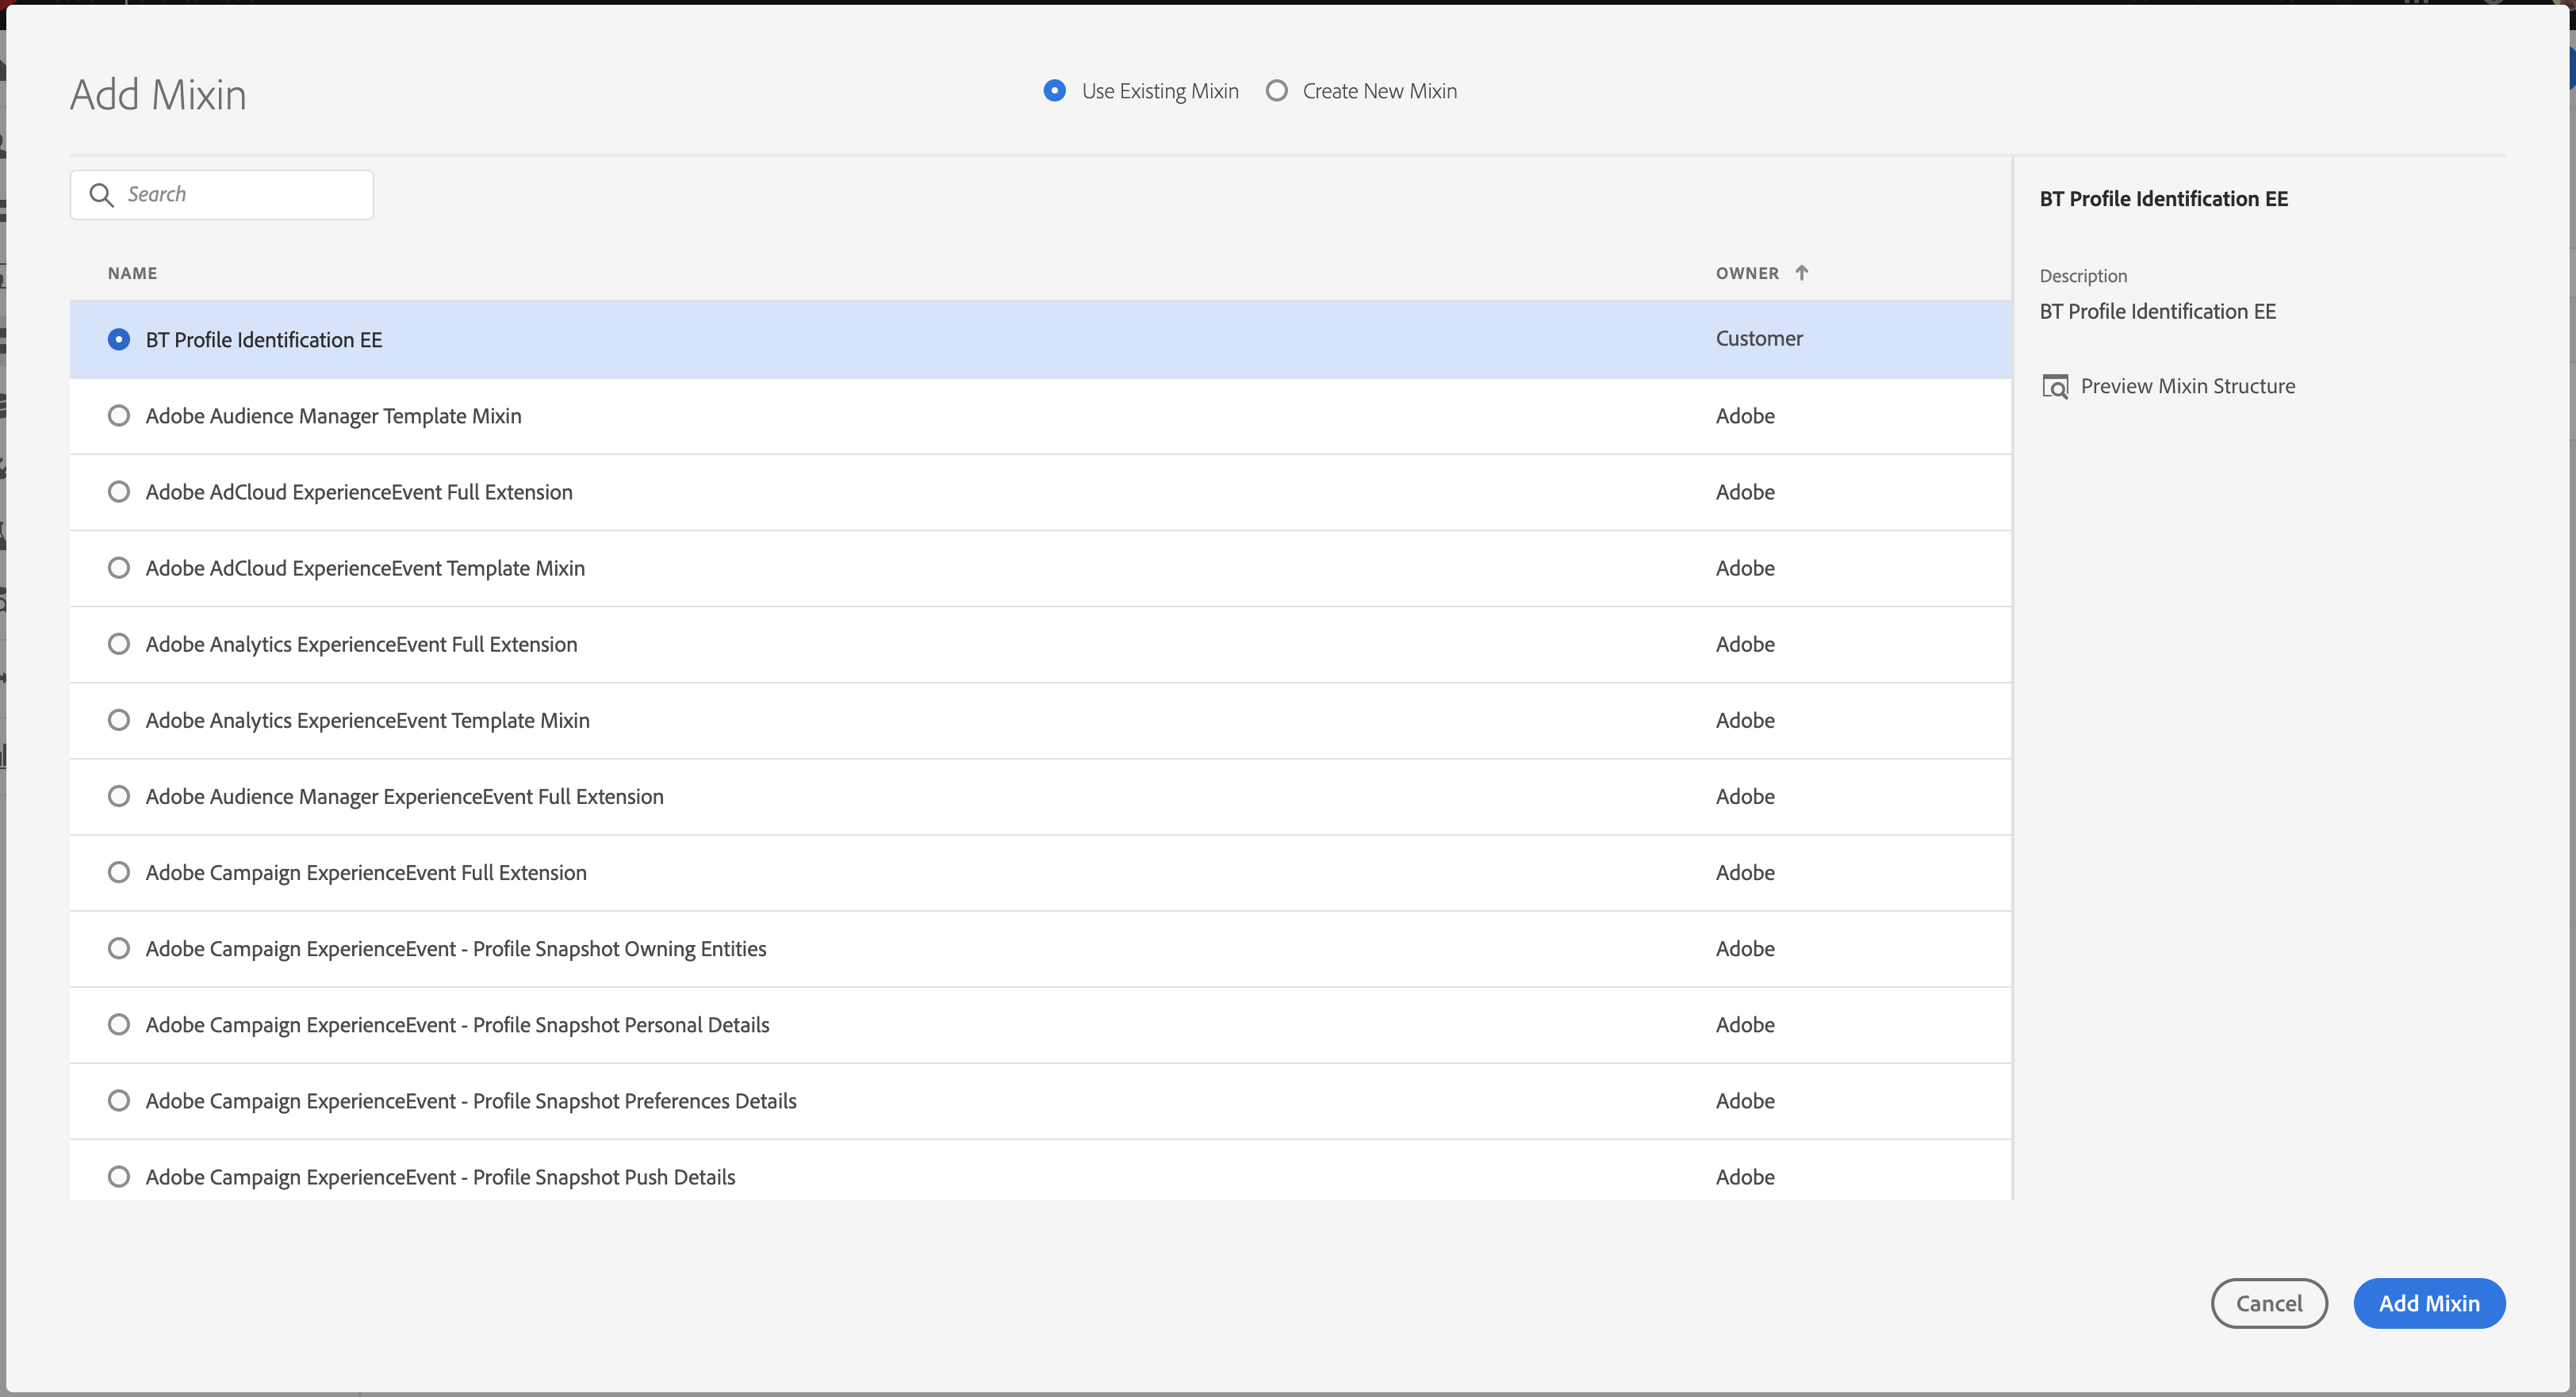 Add Mixin
Use Existing Mixin
Create New Mixin
Search
NAME
OWNER
BT Profile Identification EE
Customer
Adobe Audience Manager Template Mixin
Adobe
Adobe AdCloud ExperienceEvent Full Extension
Adobe
Adobe AdCloud ExperienceEvent Template Mixin
Adobe
Adobe Analytics ExperienceEvent Full Extension
Adobe
Adobe Analytics ExperienceEvent Template Mixin
Adobe
Adobe Audience Manager ExperienceEvent Full Extension
Adobe
Adobe Campaign ExperienceEvent Full Extension
Adobe
Adobe Campaign ExperienceEvent - Profile Snapshot Owning Entities
Adobe
Adobe Campaign ExperienceEvent - Profile Snapshot Personal Details
Adobe
Adobe Campaign ExperienceEvent - Profile Snapshot Preferences Details
Adobe
Adobe Campaign ExperienceEvent - Profile Snapshot Push Details
Adobe
BT Profile Identification EE
Description
BT Profile Identification EE
Preview Mixin Structure
Cancel
Add Mixin